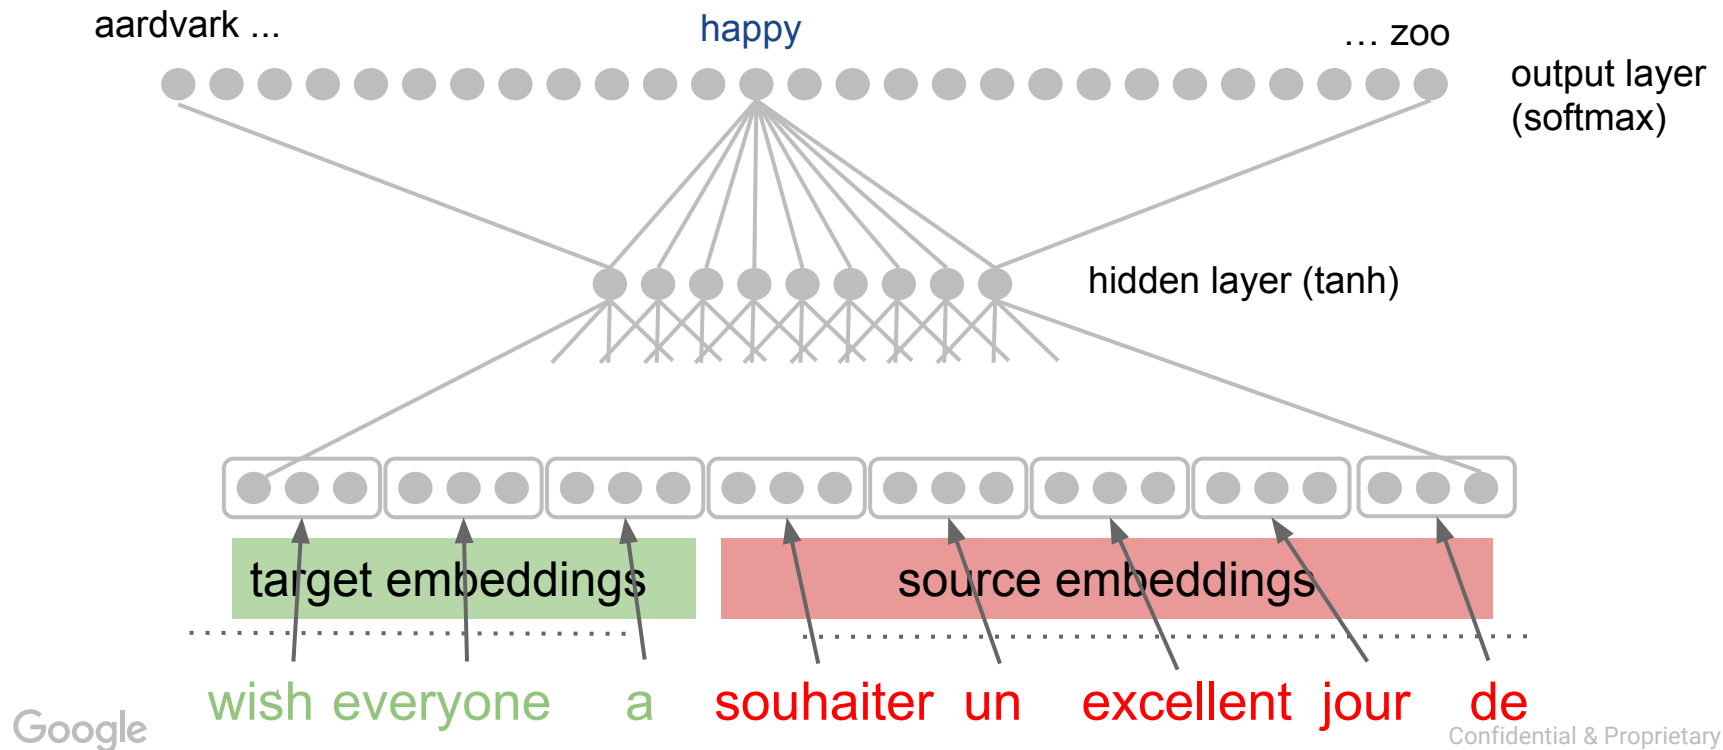 aardvark ...
happy
... zoo
output layer
(softmax)
hidden layer (tanh)
target embeddings
source embeddings
wish everyone a souhaiter un excellent jour de
Google
Confidential & Proprietary